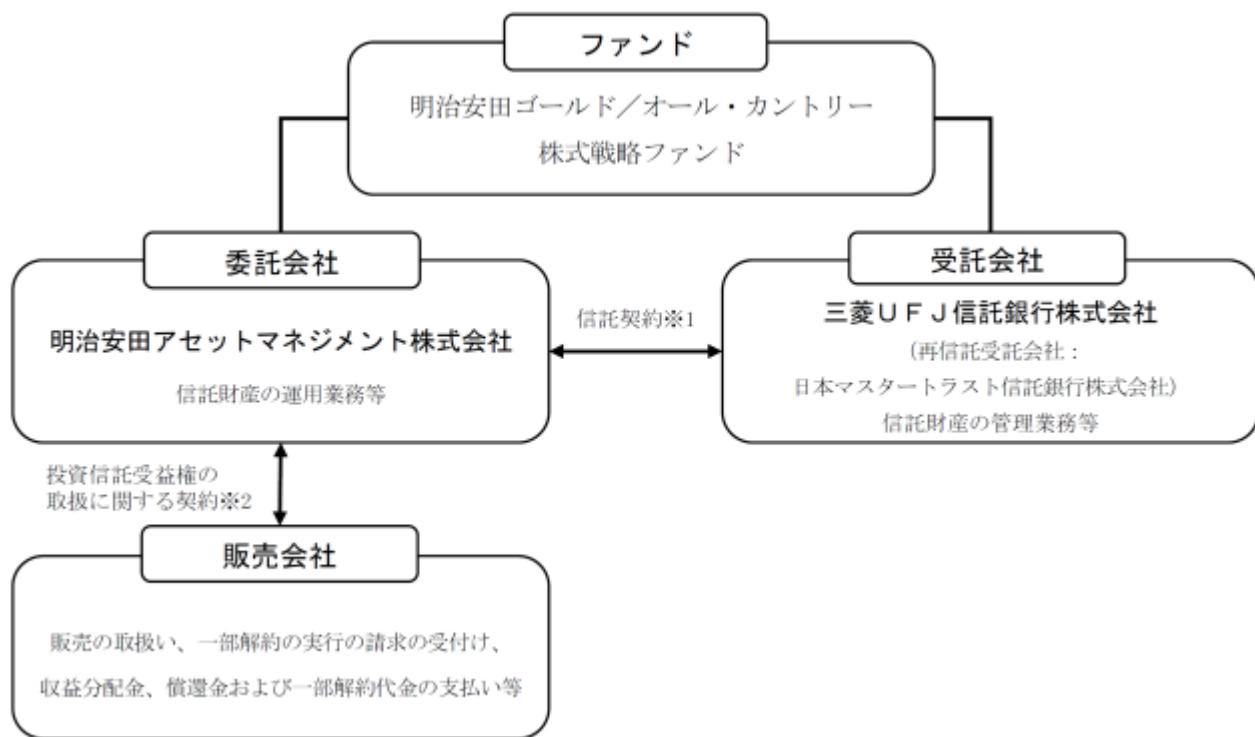 ファンド
明治安田ゴールド／オール・カントリー
株式戦略ファンド
委託会社
明治安田アセットマネジメント株式会社
信託財産の運用業務等
信託契約※1
受託会社
三菱ＵＦＪ信託銀行株式会社
（再信託受託会社：
日本マスタートラスト信託銀行株式会社）
信託財産の管理業務等
投資信託受益権の
取扱に関する契約※2
販売会社
販売の取扱い、一部解約の実行の請求の受付け、
収益分配金、償還金および一部解約代金の支払い等